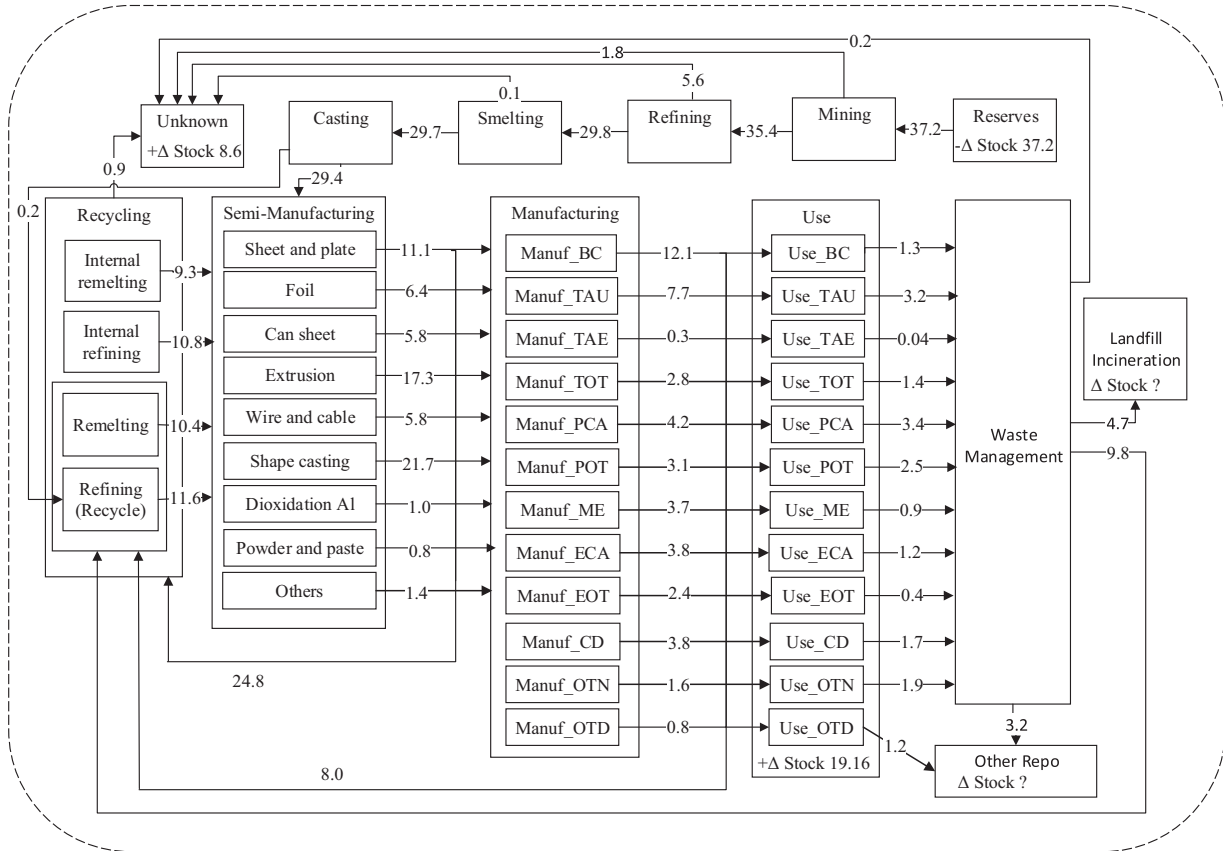 0.2
1.8
5.6
0.1
Unknown
+Δ Stock 8.6
Casting
29.7
Smelting
29.8
Refining
35.4
Mining
37.2
Reserves
-Δ Stock 37.2
0.9
0.2
29.4
Recycling
Internal
remelting
9.3
Internal
refining
10.8
Remelting
10.4
Refining
(Recycle)
11.6
Semi-Manufacturing
Sheet and plate
11.1
Foil
6.4
Can sheet
5.8
Extrusion
17.3
Wire and cable
5.8
Shape casting
21.7
Dioxidation Al
1.0
Powder and paste
0.8
Others
1.4
Manufacturing
Manuf_BC
12.1
Manuf_TAU
7.7
Manuf_TAE
0.3
Manuf_TOT
2.8
Manuf_PCA
4.2
Manuf_POT
3.1
Manuf_ME
3.7
Manuf_ECA
3.8
Manuf_EOT
2.4
Manuf_CD
3.8
Manuf_OTN
1.6
Manuf_OTD
0.8
Use
Use_BC
1.3
Use_TAU
3.2
Use_TAE
0.04
Use_TOT
1.4
Use_PCA
3.4
Use_POT
2.5
Use_ME
0.9
Use_ECA
1.2
Use_EOT
0.4
Use_CD
1.7
Use_OTN
1.9
Use_OTD
1.2
+Δ Stock 19.16
Waste
Management
Landfill
Incineration
Δ Stock ?
4.7
9.8
3.2
Other Repo
Δ Stock ?
24.8
8.0